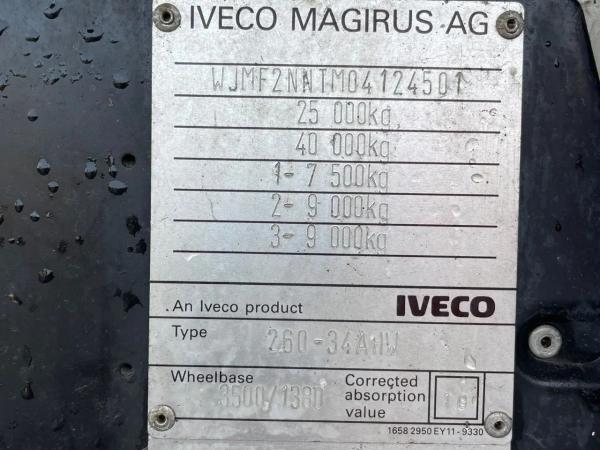 IVECO MAGIRUS AG
WJMF2NNTM04124501
25 000kg
40 000kg
1- 7 500kg
2- 9 000kg
3- 9 000kg
An Iveco product IVECO
Type 260-34AHW
Wheelbase 3500/1380
Corrected
absorption
value
1658 2950 EY11-9330